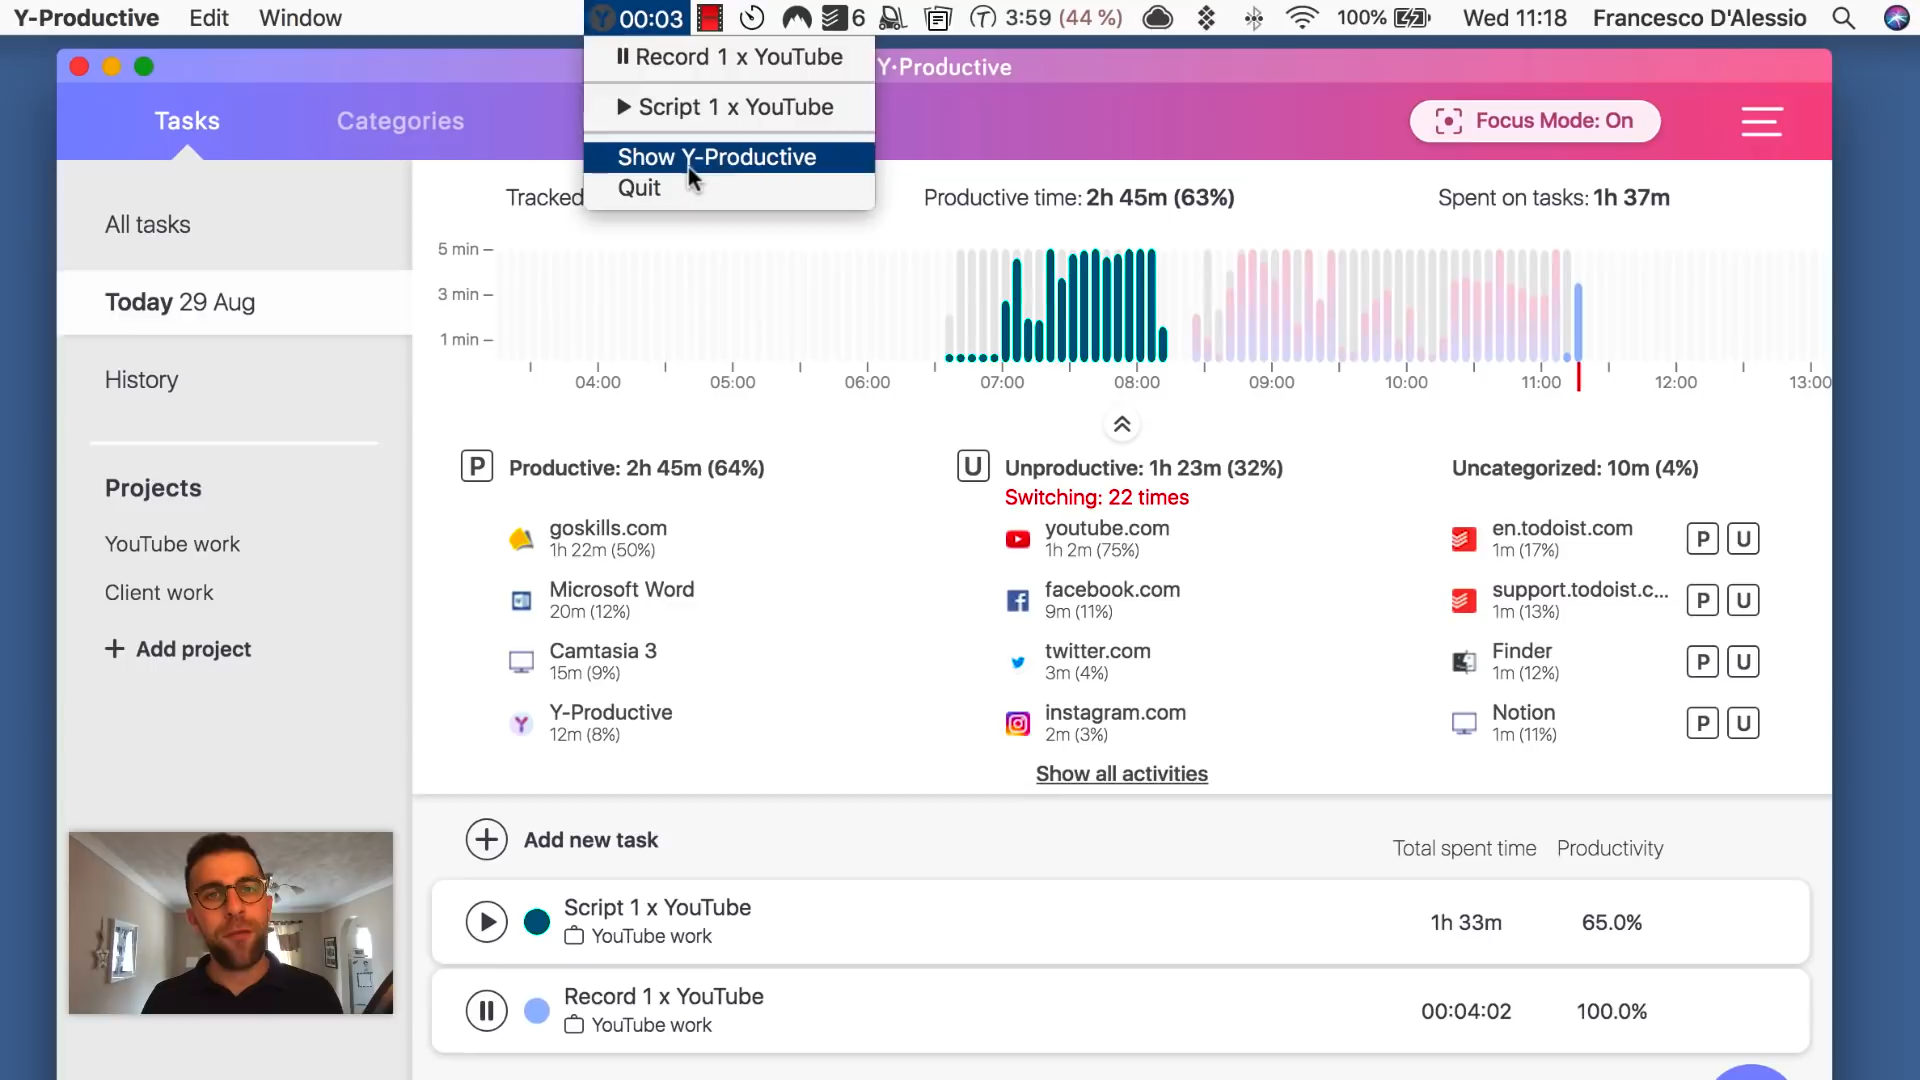 Y-Productive Edit Tasks Window
00:03 6 3:59 (44 %) 100% Wed 11:18 Francesco D'Alessio
Record 1 x YouTube
Script 1 x YouTube
Show Y-Productive
Quit
Y·Productive
Tasks Categories
Focus Mode: On
All tasks
Today 29 Aug
History
Projects
YouTube work
Client work
+ Add project
Tracked
Productive time: 2h 45m (63%)
Spent on tasks: 1h 37m
5 min
3 min
1 min
04:00 05:00 06:00 07:00 08:00 09:00 10:00 11:00 12:00 13:00
P Productive: 2h 45m (64%)
goskills.com
1h 22m (50%)
Microsoft Word
20m (12%)
Camtasia 3
15m (9%)
Y-Productive
12m (8%)
U Unproductive: 1h 23m (32%)
Switching: 22 times
youtube.com
1h 2m (75%)
facebook.com
9m (11%)
twitter.com
3m (4%)
instagram.com
2m (3%)
Uncategorized: 10m (4%)
en.todoist.com P U
1m (17%)
support.todoist.c... P U
1m (13%)
Finder P U
1m (12%)
Notion P U
1m (11%)
Show all activities
Add new task
Total spent time Productivity
Script 1 x YouTube
YouTube work
1h 33m 65.0%
Record 1 x YouTube
YouTube work
00:04:02 100.0%